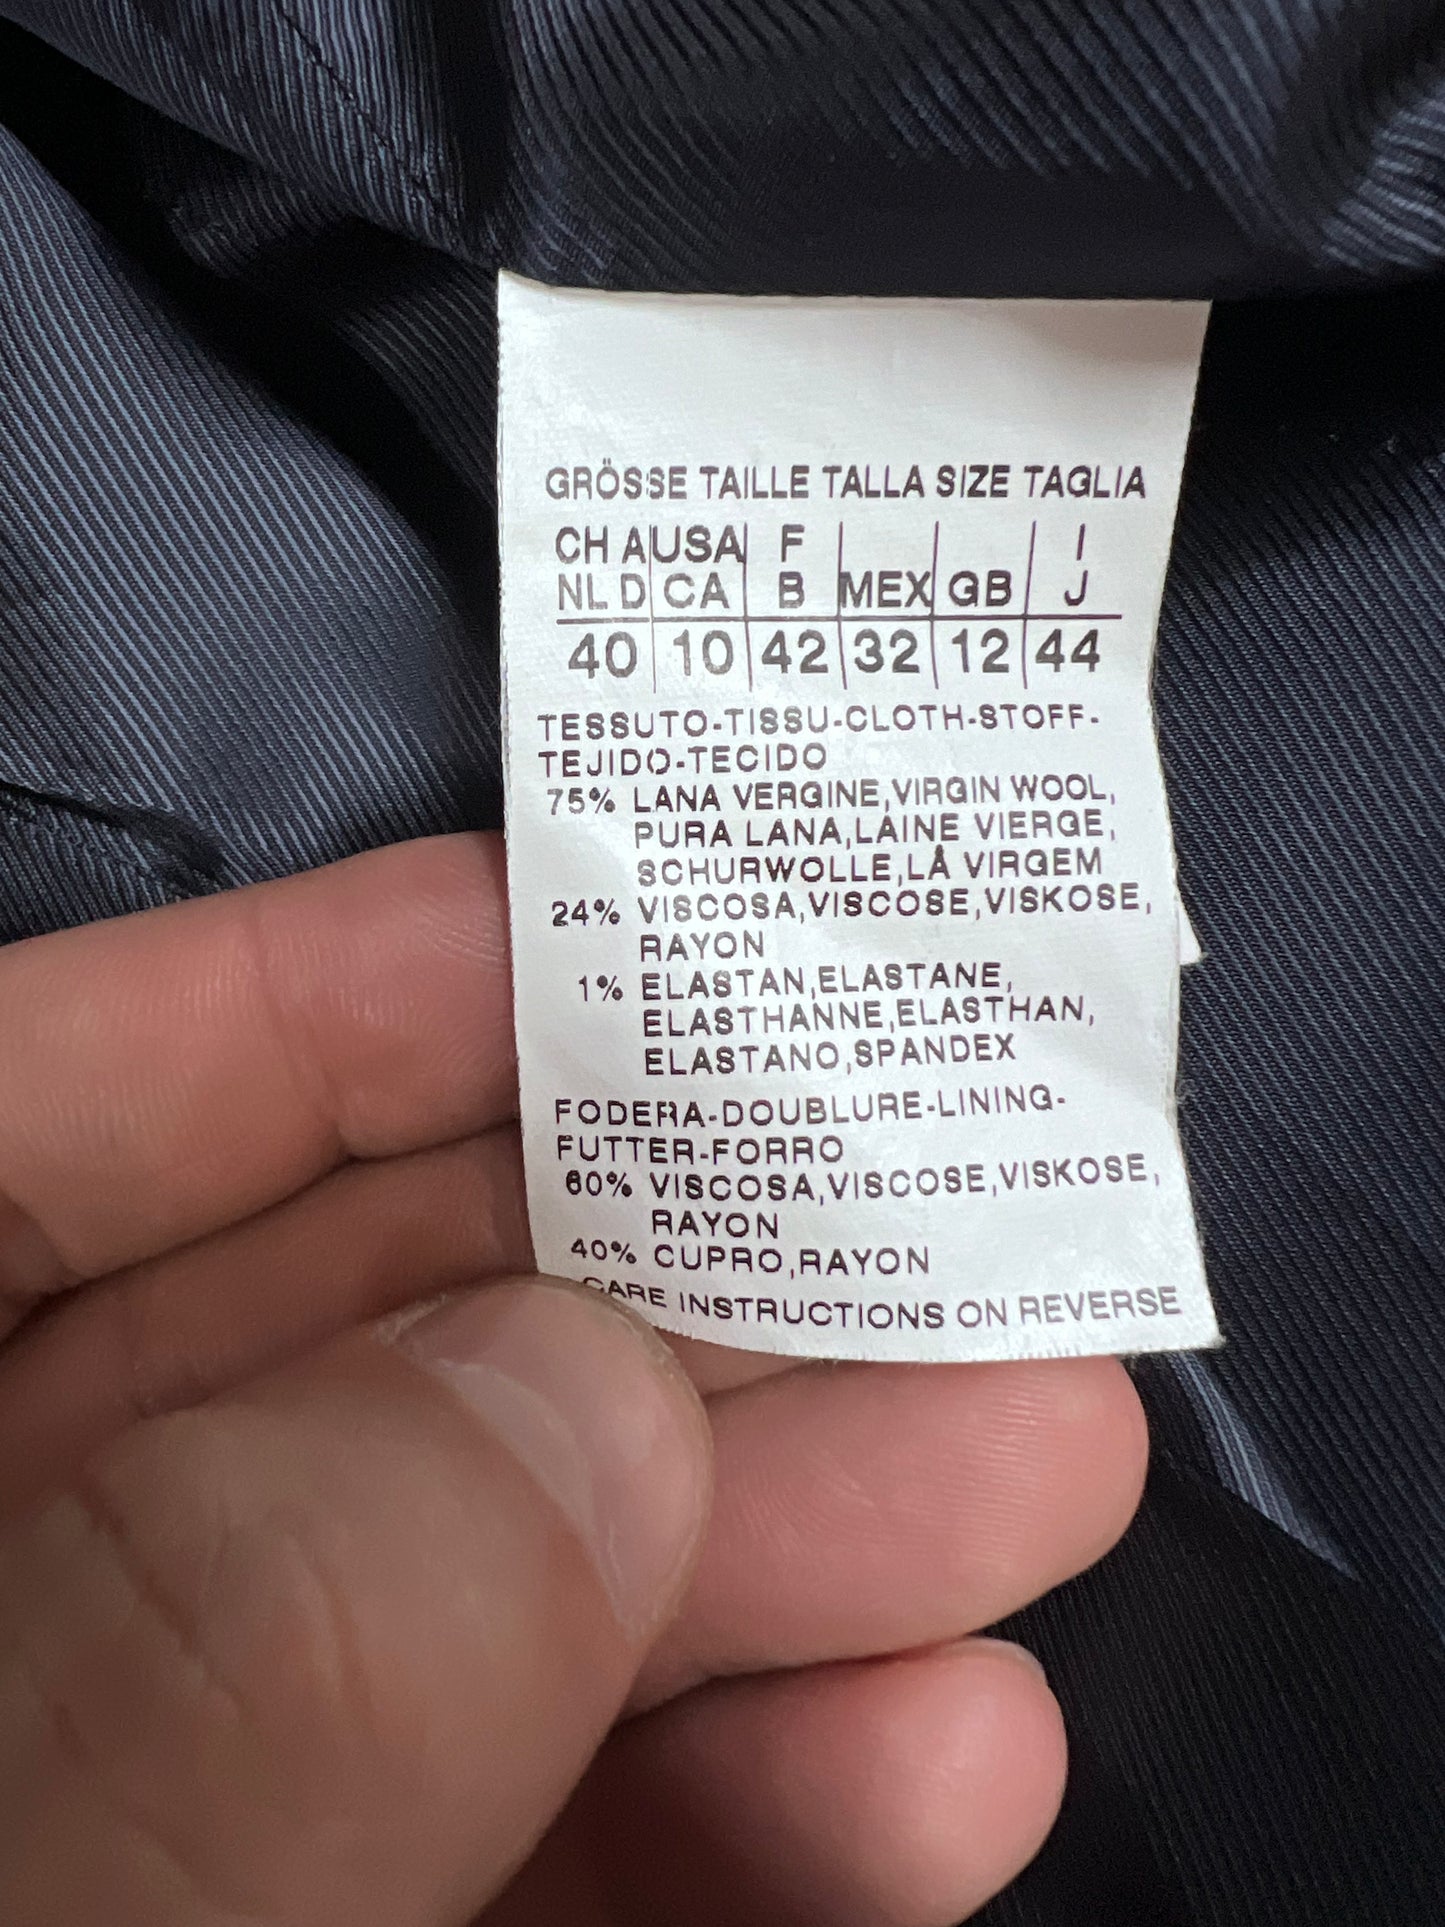 GRÖSSE TAILLE TALLA SIZE TAGLIA
CH A USA F I
NL D CA B MEX GB J
40 10 42 32 12 44
TESSUTO-TISSU-CLOTH-STOFF-
TEJIDO-TECIDO
75% LANA VERGINE,VIRGIN WOOL,
PURA LANA,LAINE VIERGE,
SCHURWOLLE,LÅ VIRGEM
24% VISCOSA,VISCOSE,VISKOSE,
RAYON
1% ELASTAN,ELASTANE,
ELASTHANNE,ELASTHAN,
ELASTANO,SPANDEX
FODERA-DOUBLURE-LINING-
FUTTER-FORRO
60% VISCOSA,VISCOSE,VISKOSE,
RAYON
40% CUPRO,RAYON
CARE INSTRUCTIONS ON REVERSE